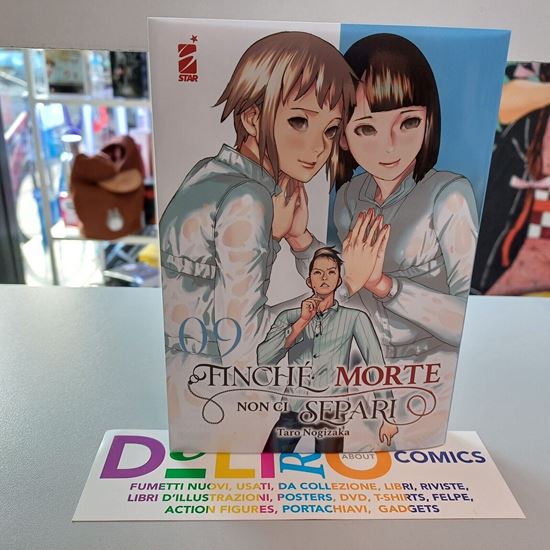 STAR
09
FINCHÉ MORTE
NON CI SEPARI
Taro Nogizaka
DELIRIO
ABOUT
COMICS
FUMETTI NUOVI, USATI, DA COLLEZIONE, LIBRI, RIVISTE,
LIBRI D'ILLUSTRAZIONI, POSTERS, DVD, T-SHIRTS, FELPE,
ACTION FIGURES, PORTACHIAVI, GADGETS